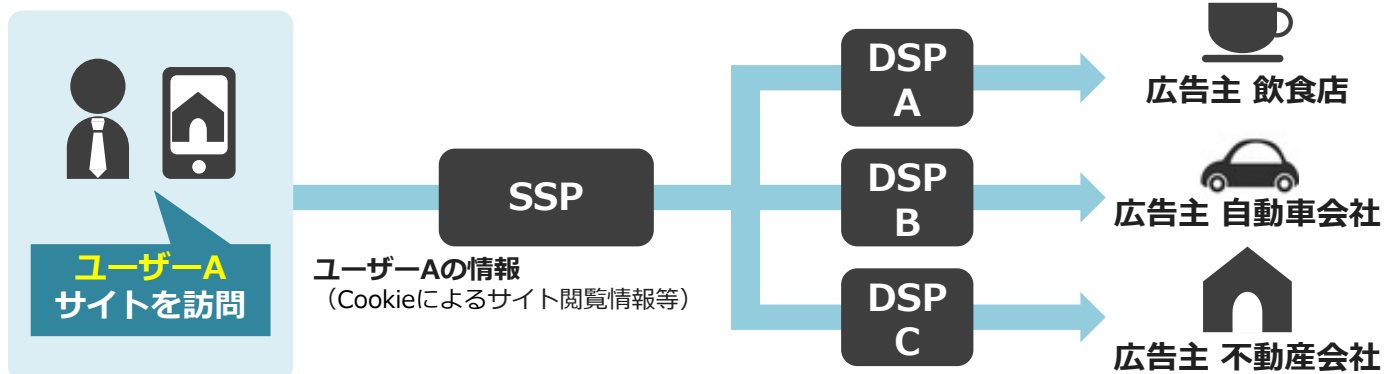 ユーザーA
サイトを訪問
SSP
ユーザーAの情報
（Cookieによるサイト閲覧情報等）
DSP
A
広告主 飲食店
DSP
B
広告主 自動車会社
DSP
C
広告主 不動産会社